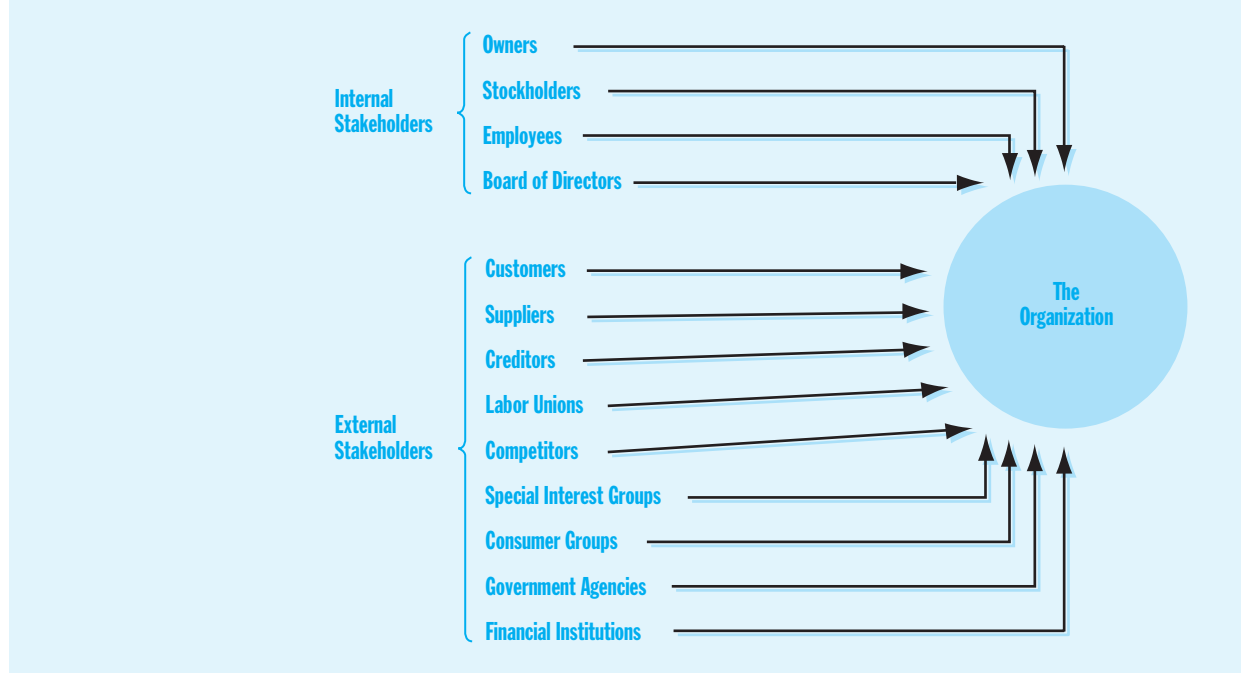 Internal
Stakeholders
Owners
Stockholders
Employees
Board of Directors
External
Stakeholders
Customers
Suppliers
Creditors
Labor Unions
Competitors
Special Interest Groups
Consumer Groups
Government Agencies
Financial Institutions
The
Organization